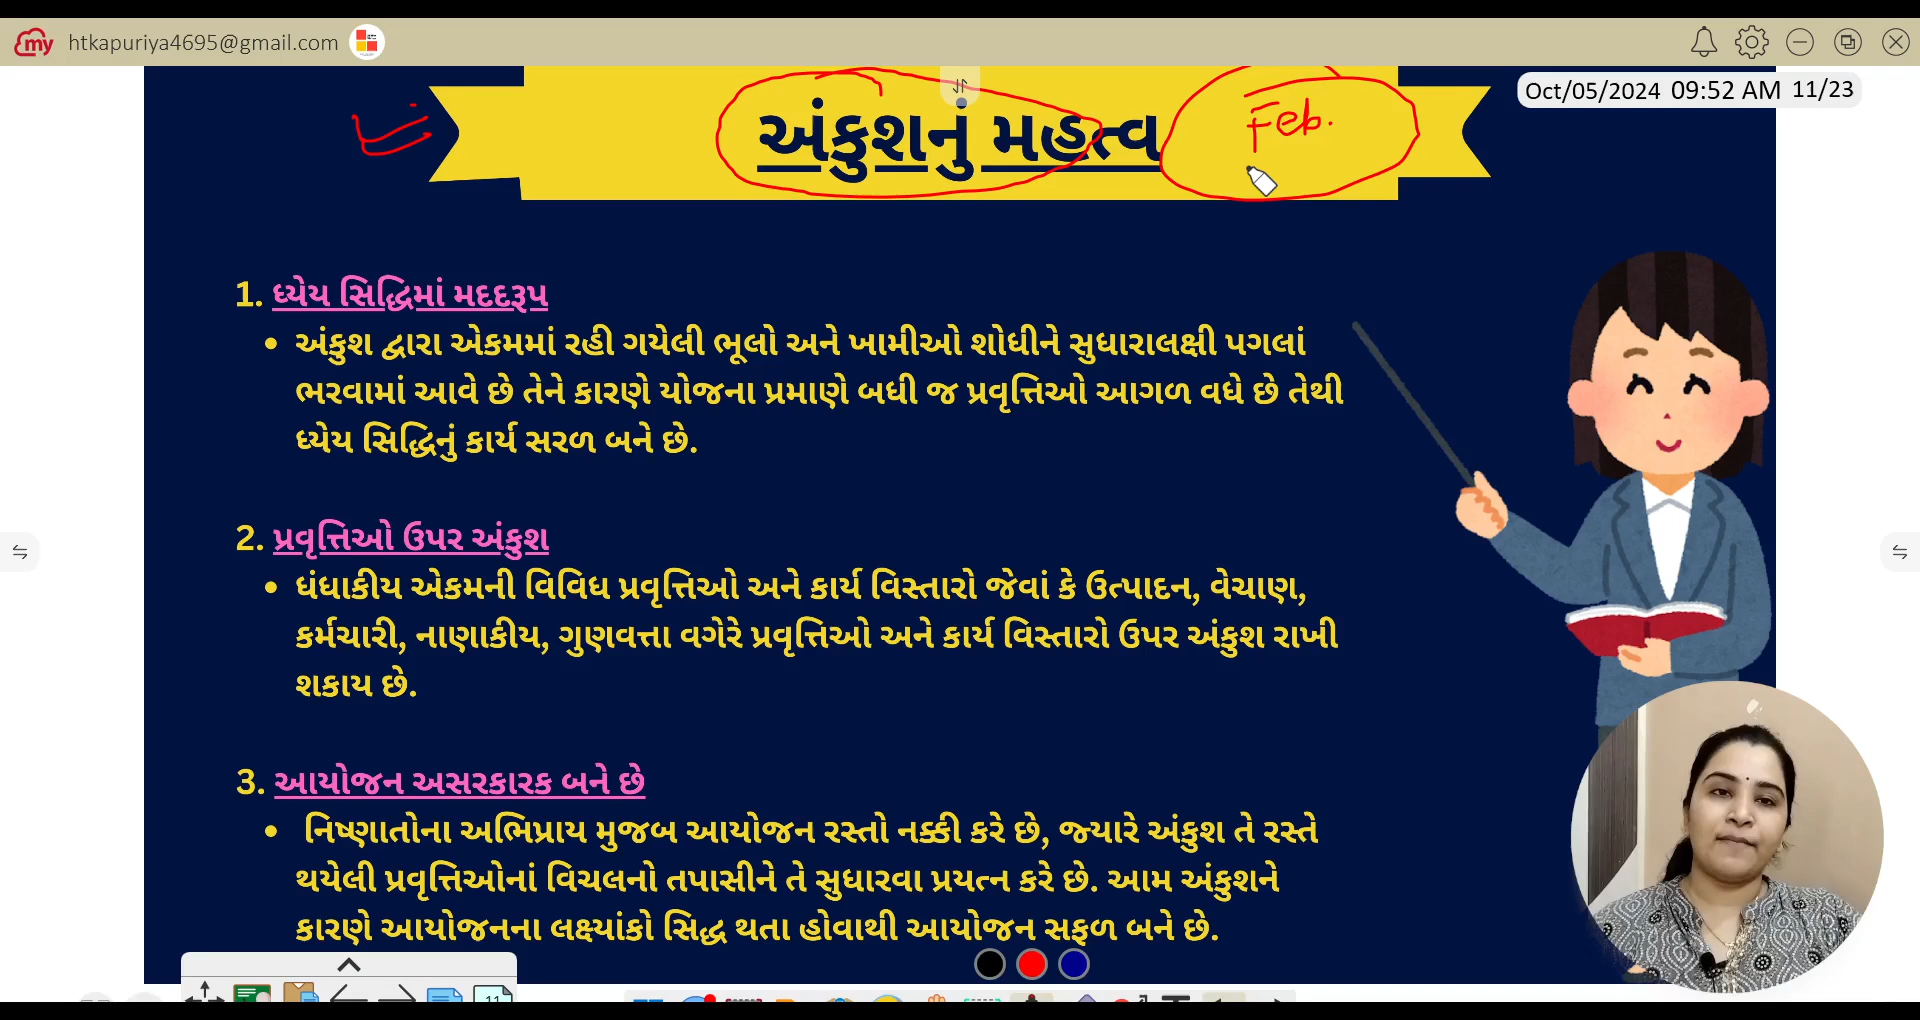 my htkapuriya4695@gmail.com
Oct/05/2024 09:52 AM 11/23
અંકુશનું મહત્વ
Feb.
1. ધ્યેય સિદ્ધિમાં મદદરૂપ
• અંકુશ દ્વારા એકમમાં રહી ગયેલી ભૂલો અને ખામીઓ શોધીને સુધારાલક્ષી પગલાં
ભરવામાં આવે છે તેને કારણે યોજના પ્રમાણે બધી જ પ્રવૃત્તિઓ આગળ વધે છે તેથી
ધ્યેય સિદ્ધિનું કાર્ય સરળ બને છે.
2. પ્રવૃત્તિઓ ઉપર અંકુશ
• ધંધાકીય એકમની વિવિધ પ્રવૃત્તિઓ અને કાર્ય વિસ્તારો જેવાં કે ઉત્પાદન, વેચાણ,
કર્મચારી, નાણાકીય, ગુણવત્તા વગેરે પ્રવૃત્તિઓ અને કાર્ય વિસ્તારો ઉપર અંકુશ રાખી
શકાય છે.
3. આયોજન અસરકારક બને છે
• નિષ્ણાતોના અભિપ્રાય મુજબ આયોજન રસ્તો નક્કી કરે છે, જ્યારે અંકુશ તે રસ્તે
થયેલી પ્રવૃત્તિઓનાં વિચલનો તપાસીને તે સુધારવા પ્રયત્ન કરે છે. આમ અંકુશને
કારણે આયોજનના લક્ષ્યાંકો સિદ્ધ થતા હોવાથી આયોજન સફળ બને છે.
11